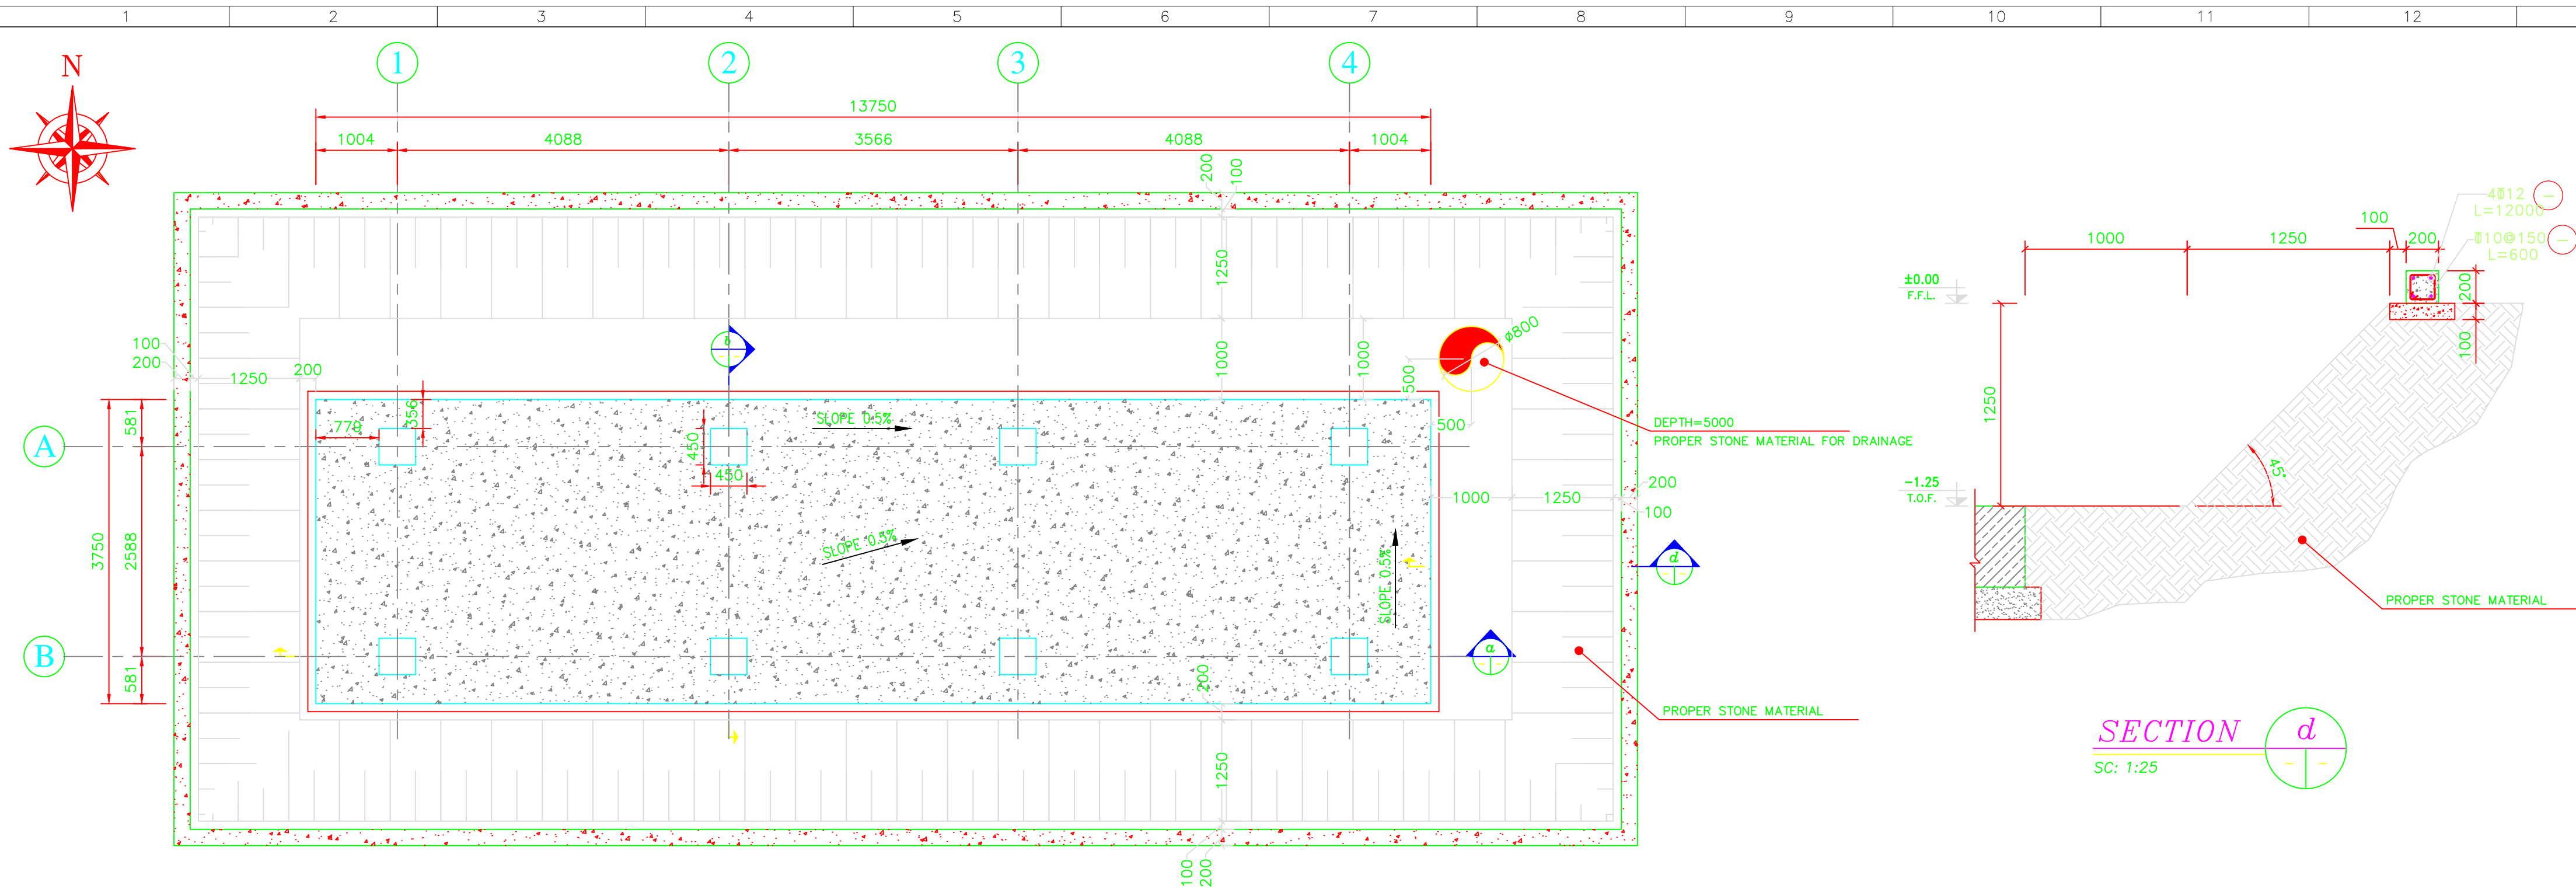 1 2 3 4 5 6 7 8 9 10 11 12
N
1 2 3 4
13750
1004 4088 3566 4088 1004
200
100
1250
1000
1000
100
200
1250
200
581
356
779
A
450
450
SLOPE 0.5%
b
500
500
ø800
DEPTH=5000
PROPER STONE MATERIAL FOR DRAINAGE
3750
2588
SLOPE 0.5%
SLOPE 0.5%
1000
1250
200
100
d
B
581
a
200
PROPER STONE MATERIAL
1250
100
200
4Φ12
L=12000
Φ10@150
L=600
100
1000 1250 200
±0.00
F.F.L.
200
100
1250
45°
-1.25
T.O.F.
PROPER STONE MATERIAL
SECTION d
SC: 1:25